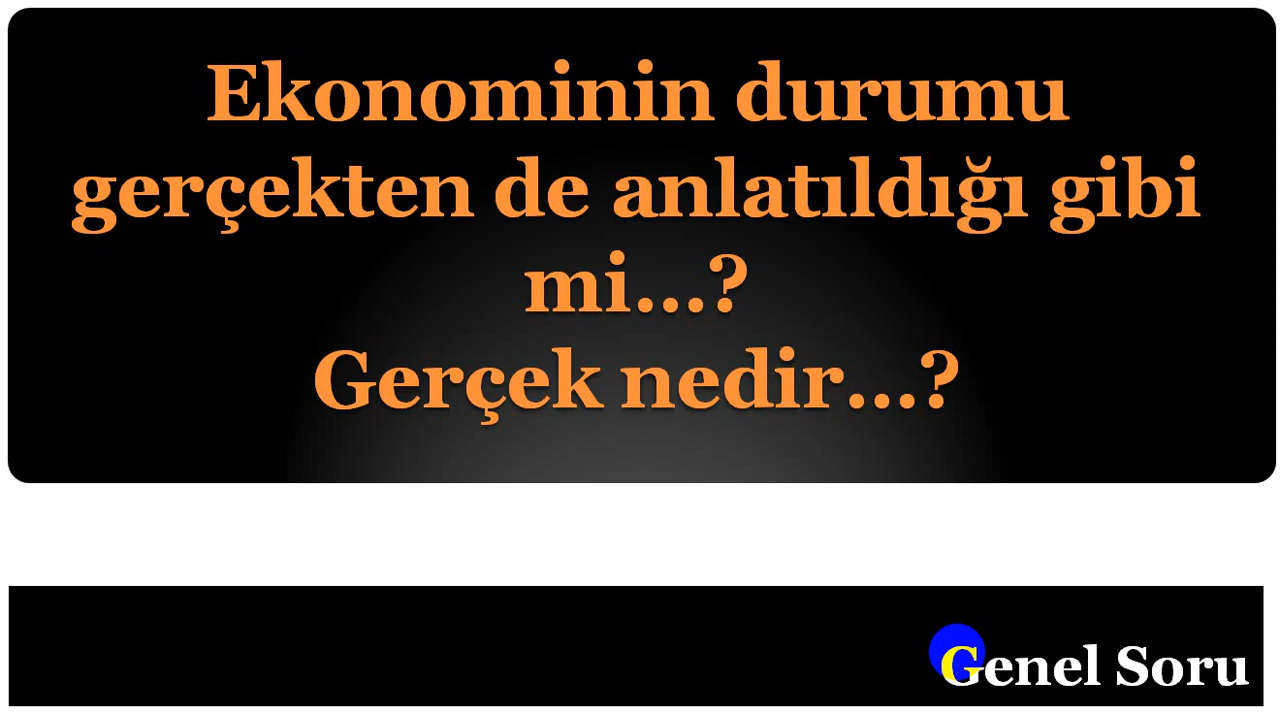 Ekonominin durumu
gerçekten de anlatıldığı gibi
mi...?
Gerçek nedir...?
Genel Soru